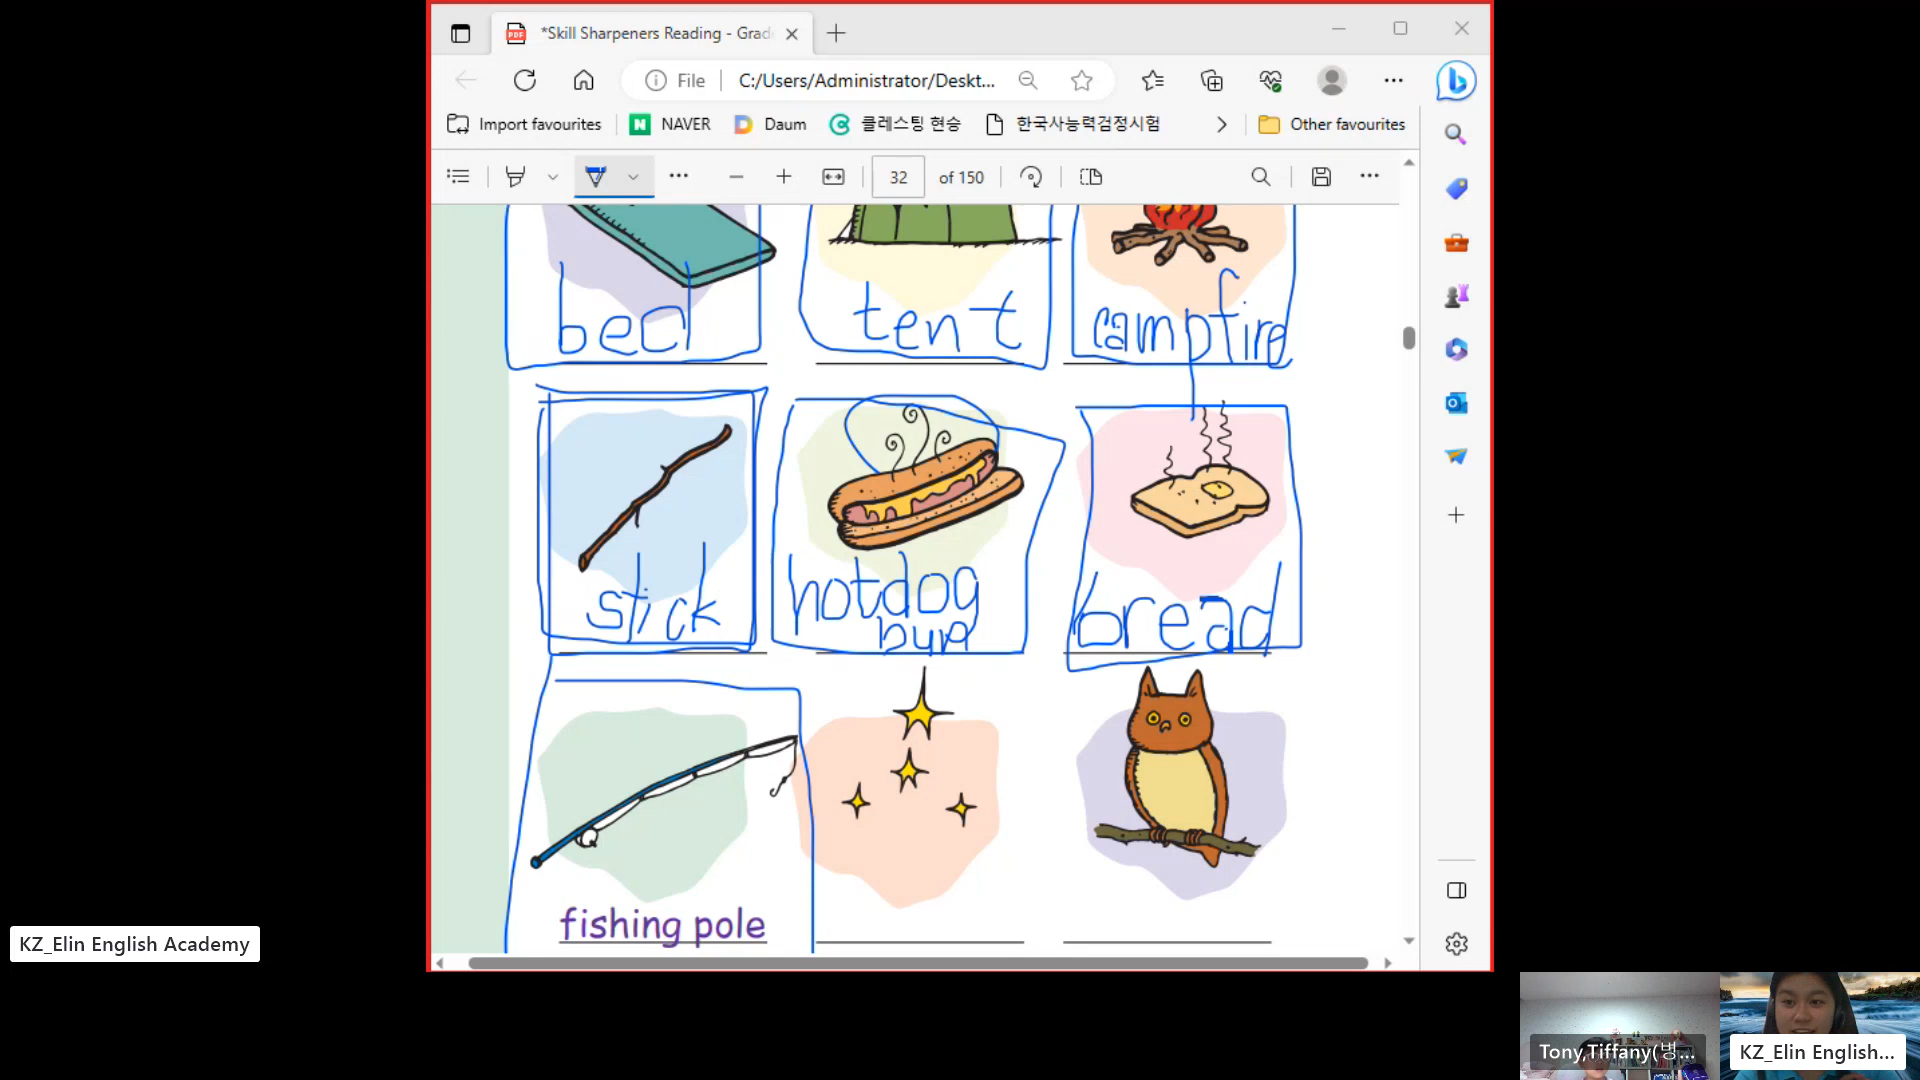 *Skill Sharpeners Reading - Grad
File
C:/Users/Administrator/Deskt...
Import favourites
NAVER
Daum
클레스팅 현승
한국사능력검정시험
Other favourites
32 of 150
bed
tent
campfire
stick
hotdog
bun
bread
fishing pole
KZ_Elin English Academy
Tony,Tiffany(병...
KZ_Elin English...